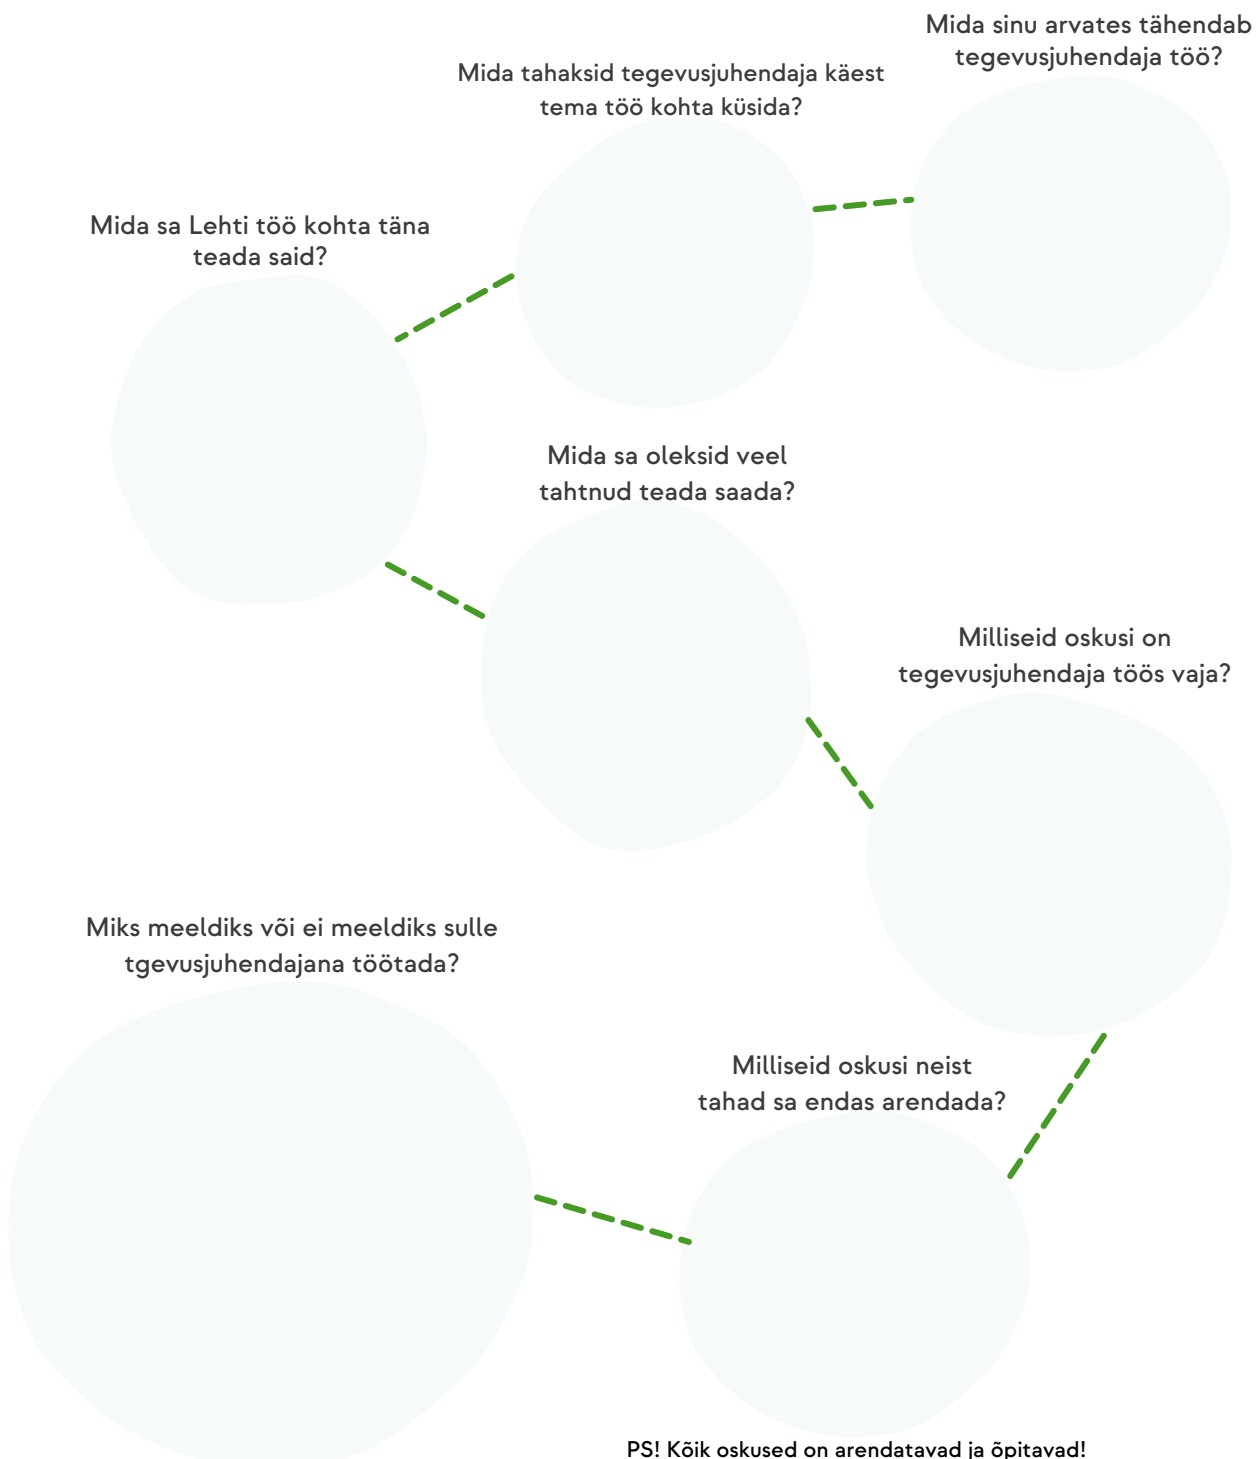 Mida sinu arvates tähendab
tegevusjuhendaja töö?
Mida tahaksid tegevusjuhendaja käest
tema töö kohta küsida?
Mida sa Lehti töö kohta täna
teada said?
Mida sa oleksid veel
tahtnud teada saada?
Milliseid oskusi on
tegevusjuhendaja töös vaja?
Milliseid oskusi neist
tahad sa endas arendada?
Miks meeldiks või ei meeldiks sulle
tgevusjuhendajana töötada?
PS! Kõik oskused on arendatavad ja õpitavad!